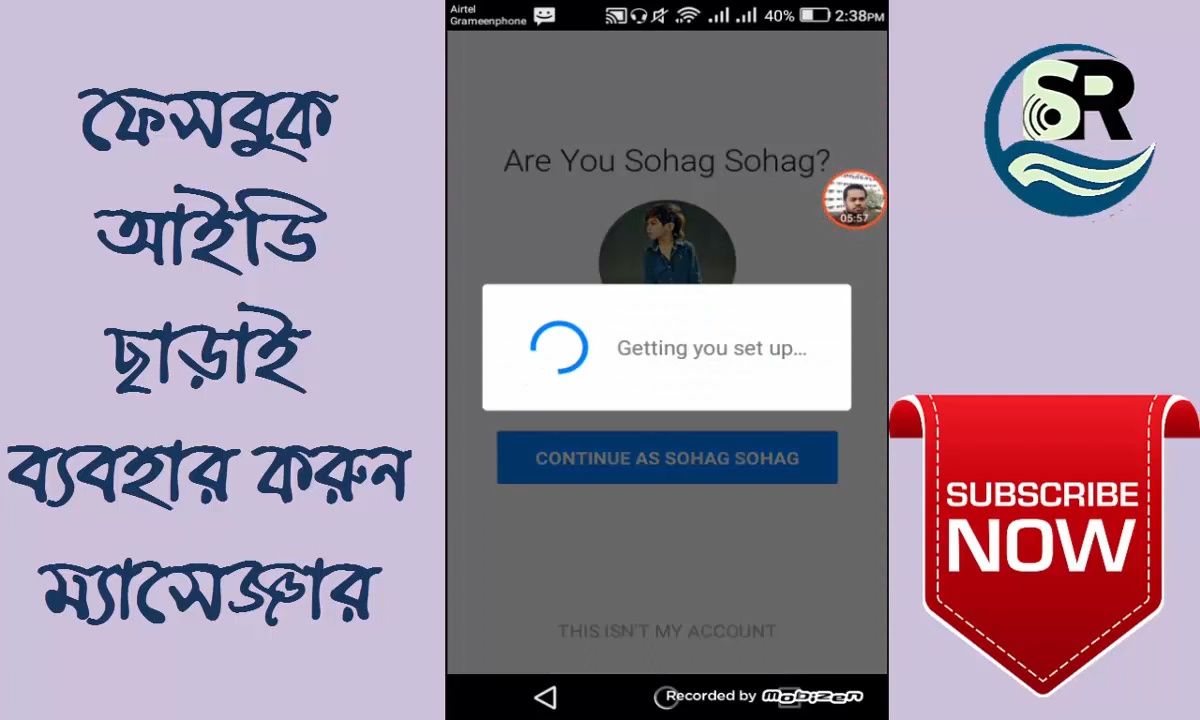 ফেসবুক
আইডি
ছাড়াই
ব্যবহার করুন
ম্যাসেঞ্জার
Airtel
Grameenphone
40% 2:38PM
Are You Sohag Sohag?
05:57
Getting you set up...
CONTINUE AS SOHAG SOHAG
THIS ISN'T MY ACCOUNT
Recorded by mobizen
SR
SUBSCRIBE
NOW